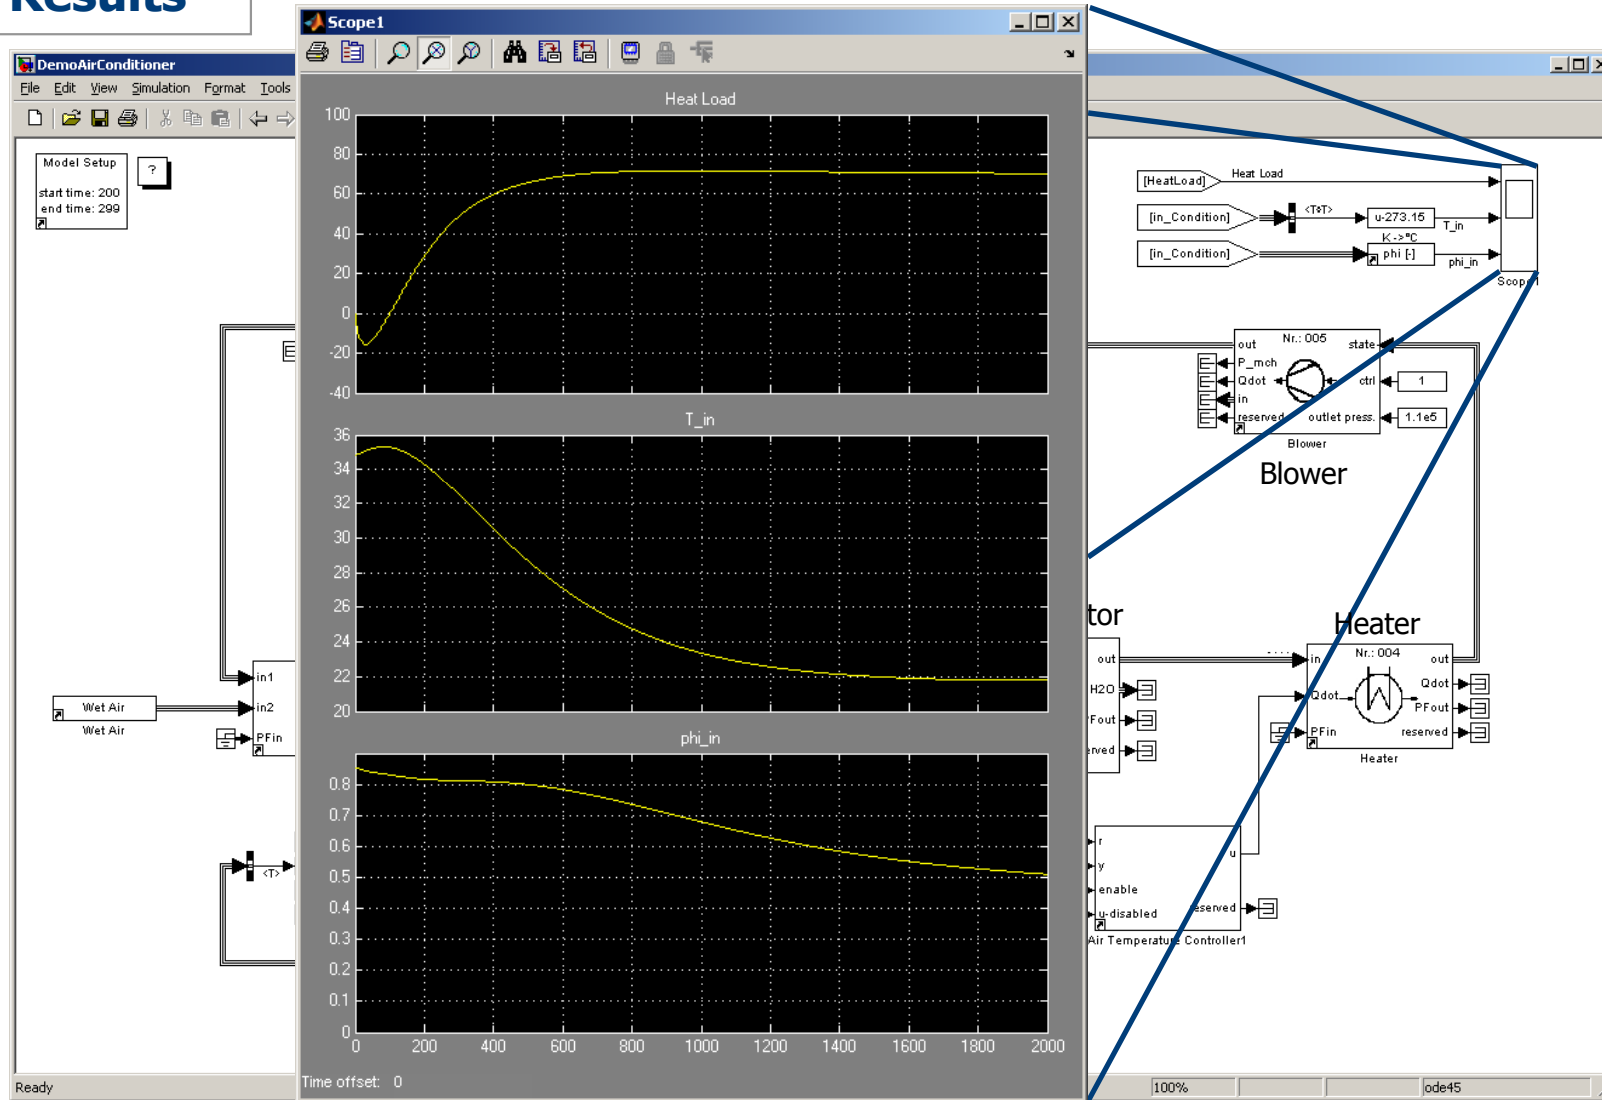 Results
Scope1
DemoAirConditioner
File Edit View Simulation Format Tools
Model Setup
start time: 200
end time: 299
?
Heat Load
100
80
60
40
20
0
-20
-40
T_in
36
34
32
30
28
26
24
22
20
phi_in
0.8
0.7
0.6
0.5
0.4
0.3
0.2
0.1
0
0 200 400 600 800 1000 1200 1400 1600 1800 2000
Time offset: 0
[HeatLoad] Heat Load
[in_Condition] <T*T> u-273.15 T_in
K->°C
[in_Condition] phi [-] phi_in
Scope1
out Nr.: 005 state
P_mch
Qdot ctrl 1
in
reserved outlet press. 1.1e5
Blower
Blower
tor
Heater
out in Nr.: 004 out
H2O Qdot Qdot
Fout PFout
PFin reserved
Heater
in1
Wet Air in2
Wet Air
PFin
<T>
r
u
y
enable
u-disabled reserved
Air Temperature Controller1
Ready 100% ode45